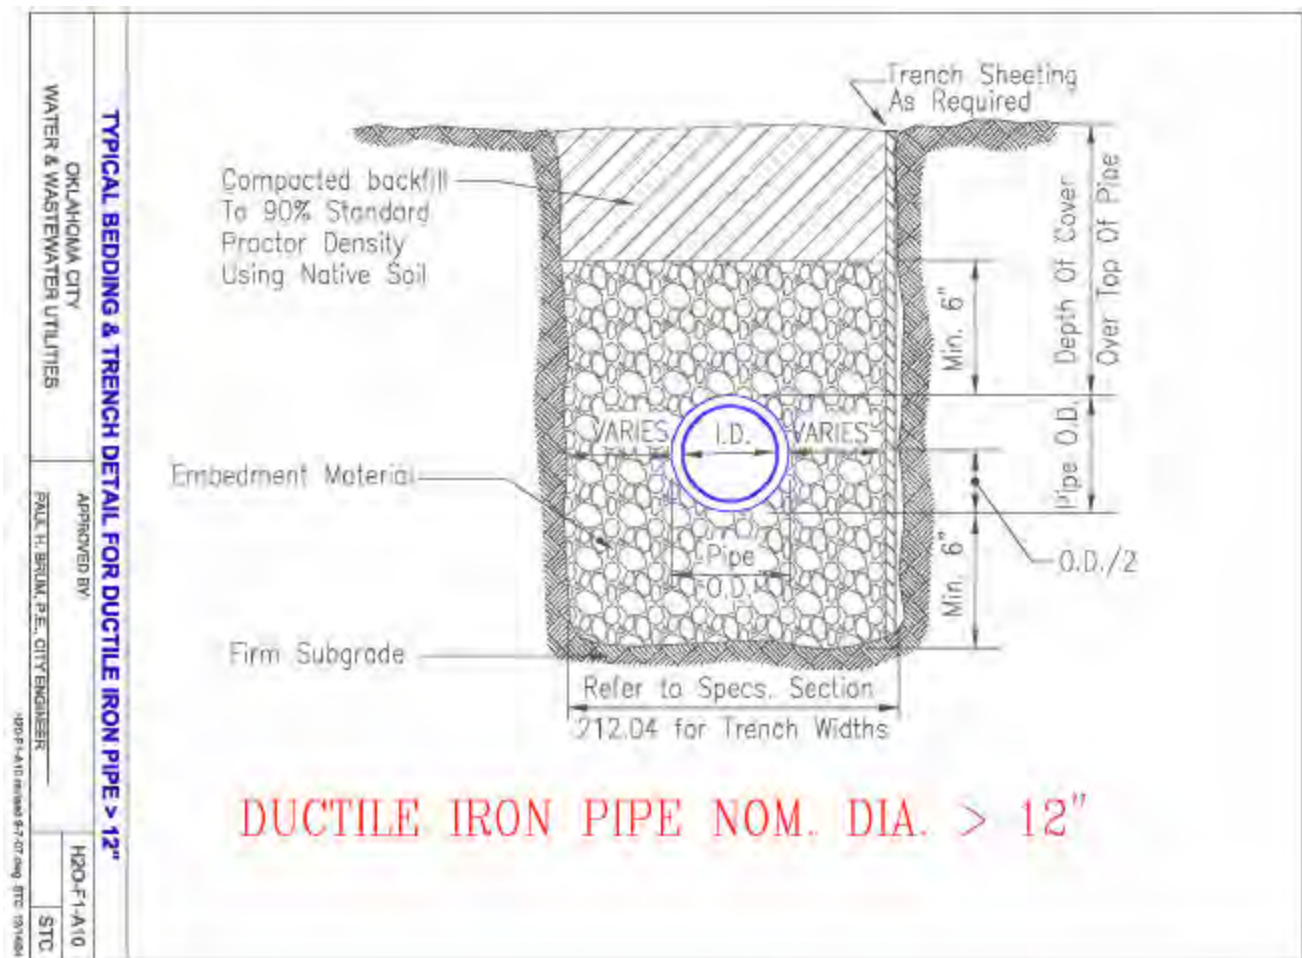 Trench Sheeting
As Required
Compacted backfill
To 90% Standard
Proctor Density
Using Native Soil
Min. 6"
Depth Of Cover
Over Top Of Pipe
VARIES
I.D.
VARIES
Pipe O.D.
Embedment Material
Pipe
O.D.
Min. 6"
O.D./2
Firm Subgrade
Refer to Specs. Section
212.04 for Trench Widths
DUCTILE IRON PIPE NOM. DIA. > 12"
TYPICAL BEDDING & TRENCH DETAIL FOR DUCTILE IRON PIPE > 12"
OKLAHOMA CITY
WATER & WASTEWATER UTILITIES
APPROVED BY
PAUL H. BRUM, P.E., CITY ENGINEER
H2O-F1-A10
STC